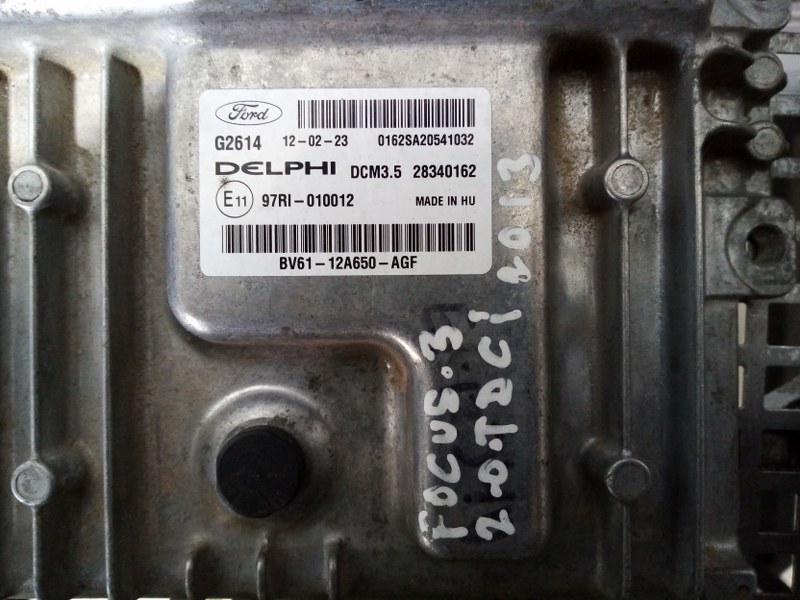 Ford
G2614 12-02-23 0162SA20541032
DELPHI DCM3.5 28340162
E11 97RI-010012 MADE IN HU
BV61-12A650-AGF
FOCUS.3
2.0.TDCi 2013